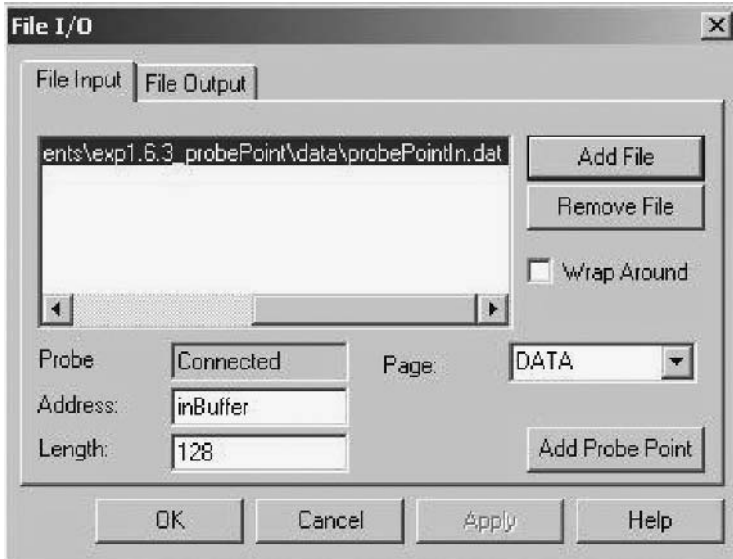 File I/O
File Input File Output
ents\exp1.6.3_probePoint\data\probePointIn.dat
Add File
Remove File
Wrap Around
Probe Connected Page: DATA
Address: inBuffer
Length: 128 Add Probe Point
OK Cancel Apply Help